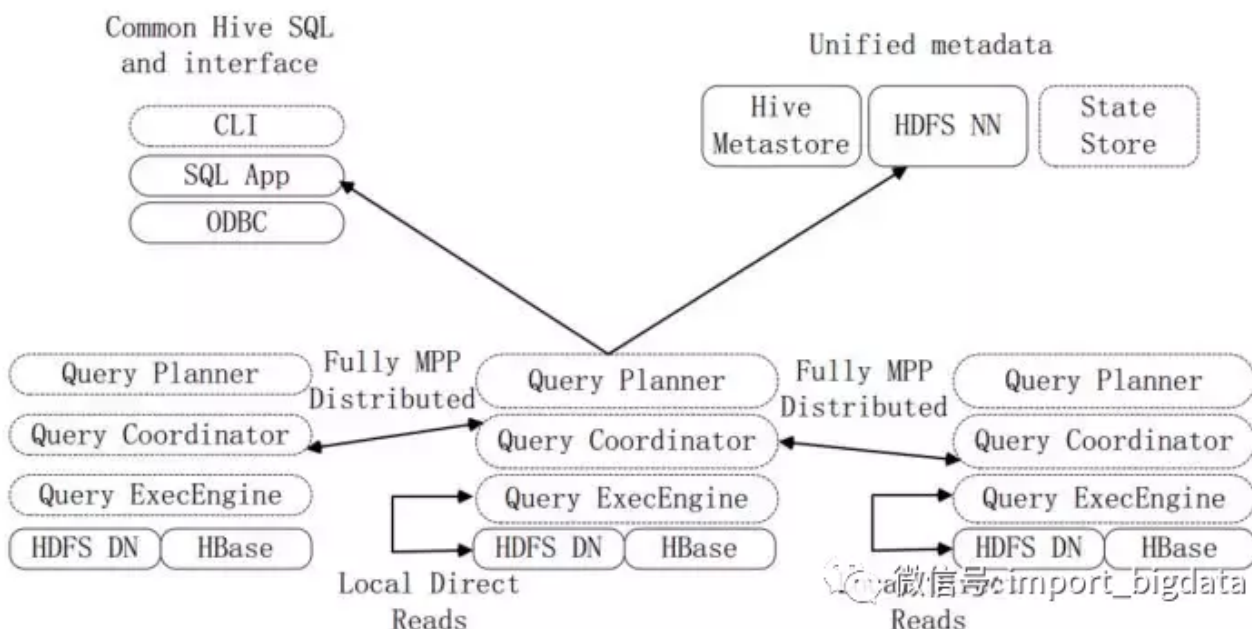 Common Hive SQL
and interface
CLI
SQL App
ODBC
Unified metadata
Hive
Metastore
HDFS NN
State
Store
Query Planner
Query Coordinator
Query ExecEngine
HDFS DN
HBase
Fully MPP
Distributed
Query Planner
Query Coordinator
Query ExecEngine
HDFS DN
HBase
Local Direct
Reads
Fully MPP
Distributed
Query Planner
Query Coordinator
Query ExecEngine
HDFS DN
HBase
Reads
微信号:import_bigdata